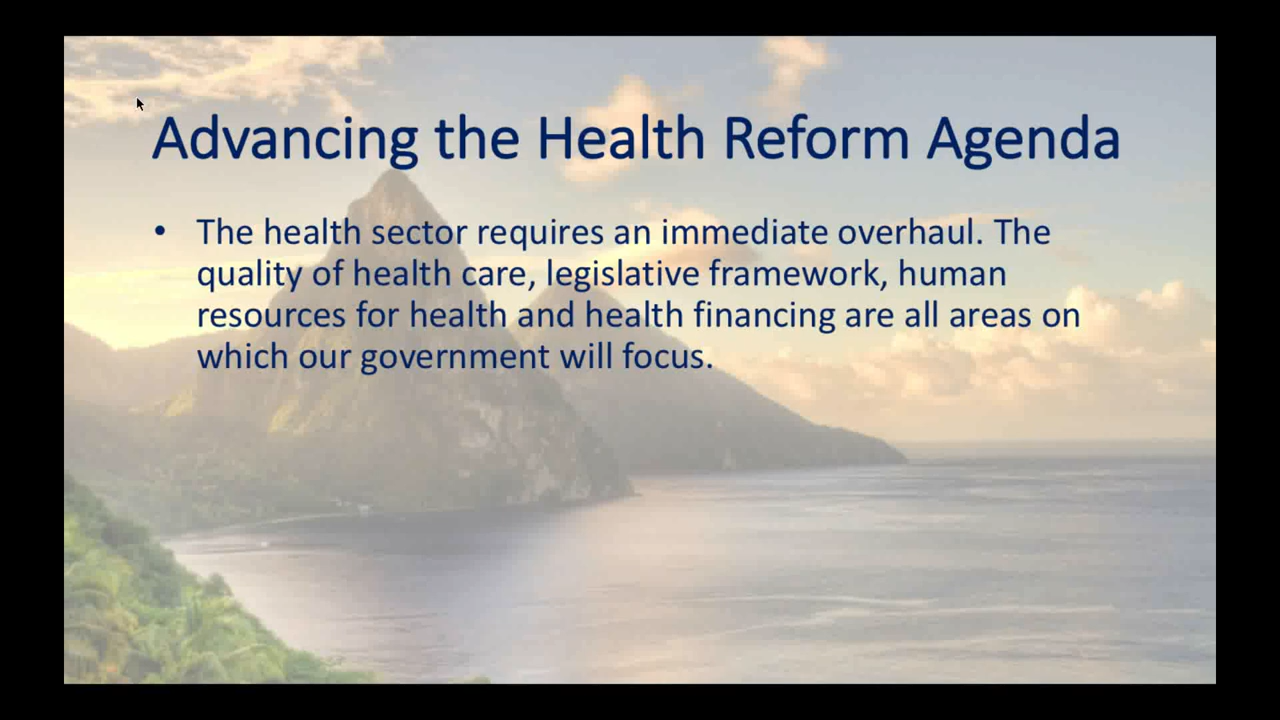 Advancing the Health Reform Agenda
• The health sector requires an immediate overhaul. The
quality of health care, legislative framework, human
resources for health and health financing are all areas on
which our government will focus.